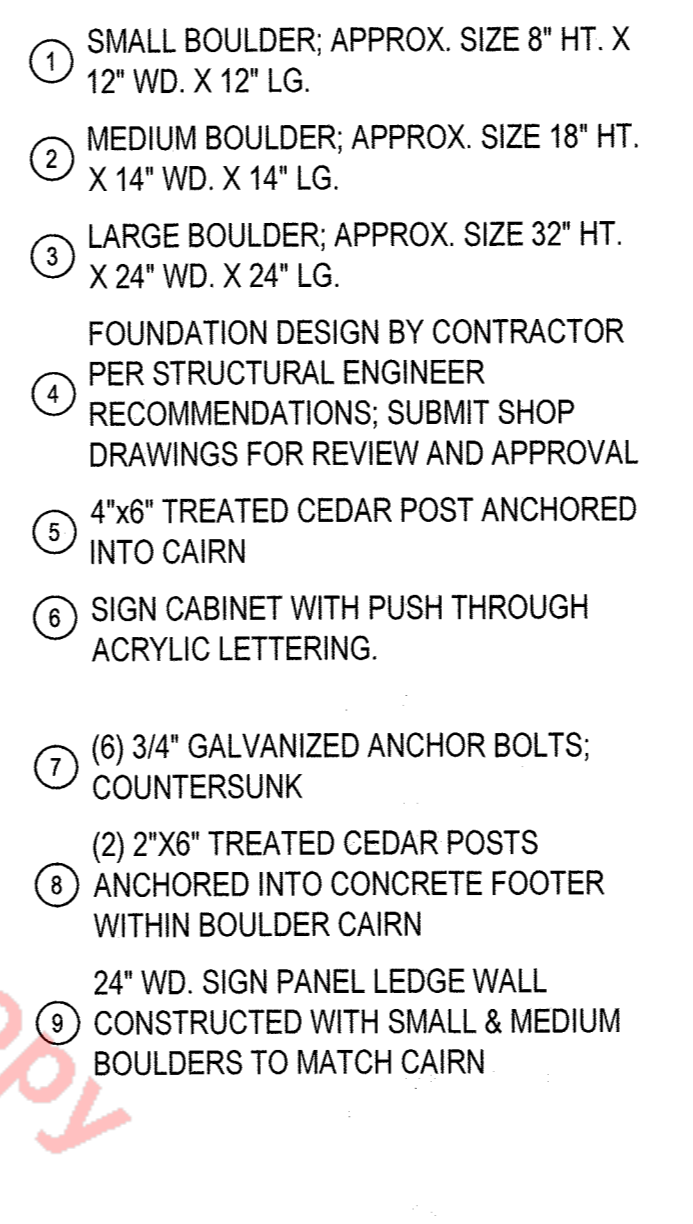 1 SMALL BOULDER; APPROX. SIZE 8" HT. X
12" WD. X 12" LG.
2 MEDIUM BOULDER; APPROX. SIZE 18" HT.
X 14" WD. X 14" LG.
3 LARGE BOULDER; APPROX. SIZE 32" HT.
X 24" WD. X 24" LG.
FOUNDATION DESIGN BY CONTRACTOR
4 PER STRUCTURAL ENGINEER
RECOMMENDATIONS; SUBMIT SHOP
DRAWINGS FOR REVIEW AND APPROVAL
5 4"x6" TREATED CEDAR POST ANCHORED
INTO CAIRN
6 SIGN CABINET WITH PUSH THROUGH
ACRYLIC LETTERING.
7 (6) 3/4" GALVANIZED ANCHOR BOLTS;
COUNTERSUNK
(2) 2"X6" TREATED CEDAR POSTS
8 ANCHORED INTO CONCRETE FOOTER
WITHIN BOULDER CAIRN
24" WD. SIGN PANEL LEDGE WALL
9 CONSTRUCTED WITH SMALL & MEDIUM
BOULDERS TO MATCH CAIRN
opy